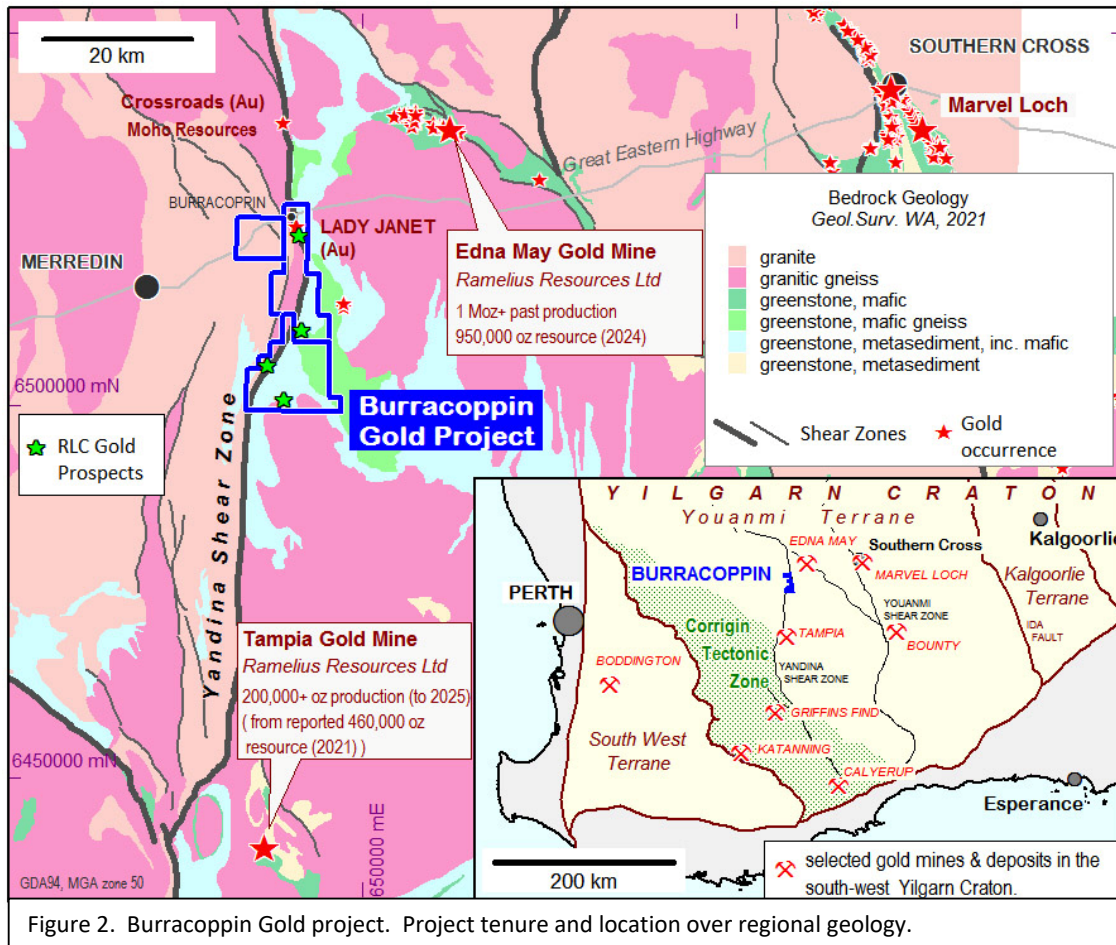 20 km
SOUTHERN CROSS
Marvel Loch
Crossroads (Au)
Moho Resources
Great Eastern Highway
BURRACOPPRIN
LADY JANET
(Au)
MERREDIN
Edna May Gold Mine
Ramelius Resources Ltd
1 Moz+ past production
950,000 oz resource (2024)
Bedrock Geology
Geol.Surv. WA, 2021
granite
granitic gneiss
greenstone, mafic
greenstone, mafic gneiss
greenstone, metasediment, inc. mafic
greenstone, metasediment
Shear Zones
Gold
occurrence
6500000 mN
Burracoppin
Gold Project
RLC Gold
Prospects
Yandina Shear Zone
Tampia Gold Mine
Ramelius Resources Ltd
200,000+ oz production (to 2025)
( from reported 460,000 oz
resource (2021) )
6450000 mN
650000 mE
GDA94, MGA zone 50
YILGARN CRATON
Youanmi Terrane
EDNA MAY
Southern Cross
Kalgoorlie
BURRACOPPIN
MARVEL LOCH
PERTH
Kalgoorlie
Terrane
YOUANMI
SHEAR ZONE
IDA
FAULT
Corrigin
Tectonic
Zone
TAMPIA
BOUNTY
BODDINGTON
YANDINA
SHEAR ZONE
GRIFFINS FIND
South West
Terrane
KATANNING
CALYERUP
Esperance
200 km
selected gold mines & deposits in the
south-west Yilgarn Craton.
Figure 2. Burracoppin Gold project. Project tenure and location over regional geology.